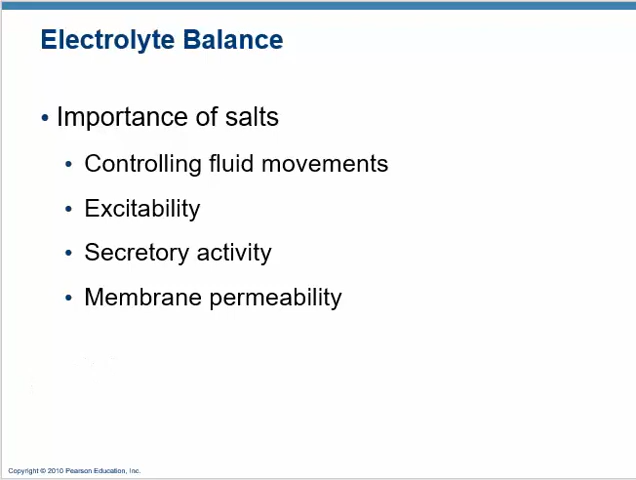 Electrolyte Balance
• Importance of salts
• Controlling fluid movements
• Excitability
• Secretory activity
• Membrane permeability
Copyright © 2010 Pearson Education, Inc.